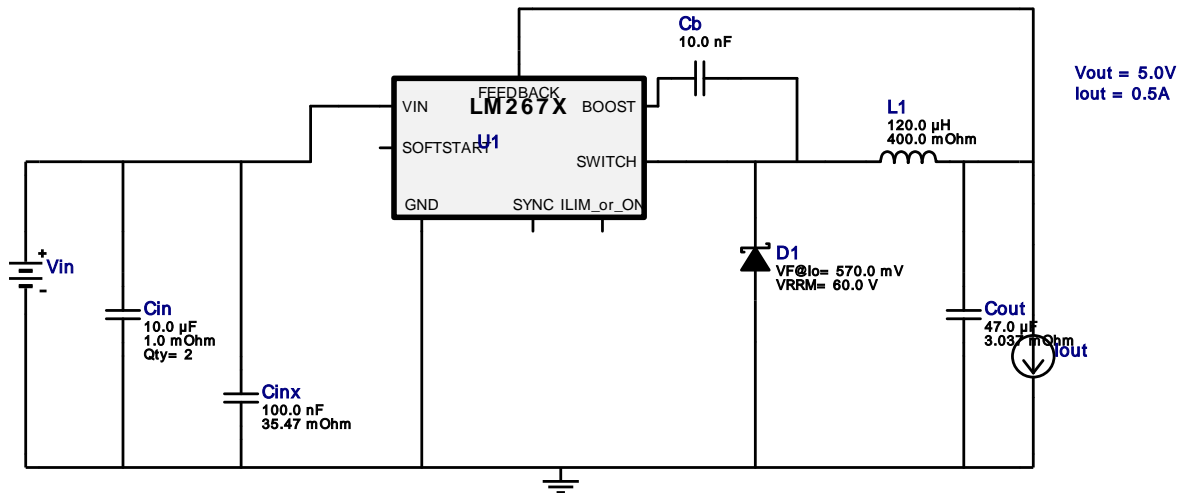 Cb
10.0 nF
Vout = 5.0V
Iout = 0.5A
FEEDBACK
VIN
LM267X
BOOST
L1
120.0 µH
400.0 mOhm
SOFTSTART
U1
SWITCH
GND
SYNC
ILIM_or_ON
+
Vin
-
D1
VF@Io= 570.0 mV
VRRM= 60.0 V
Cin
10.0 µF
1.0 mOhm
Qty= 2
Cout
47.0 µF
3.037 mOhm
Iout
Cinx
100.0 nF
35.47 mOhm